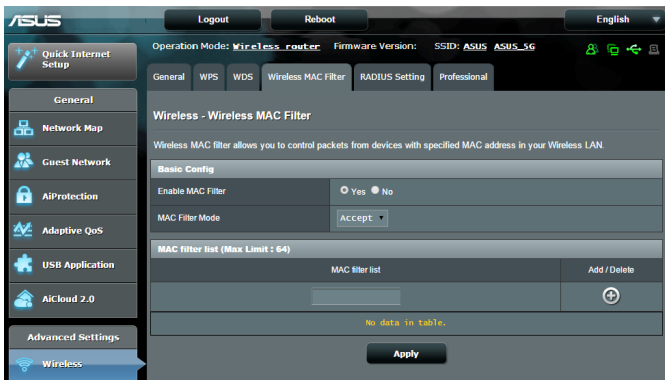 ASUS Logout Reboot English
Operation Mode: Wireless router Firmware Version: SSID: ASUS ASUS_5G
Quick Internet
Setup
General WPS WDS Wireless MAC Filter RADIUS Setting Professional
General
Network Map
Guest Network
AiProtection
Adaptive QoS
USB Application
AiCloud 2.0
Advanced Settings
Wireless
Wireless - Wireless MAC Filter
Wireless MAC filter allows you to control packets from devices with specified MAC address in your Wireless LAN.
Basic Config
Enable MAC Filter Yes No
MAC Filter Mode Accept
MAC filter list (Max Limit : 64)
MAC filter list Add / Delete
No data in table.
Apply